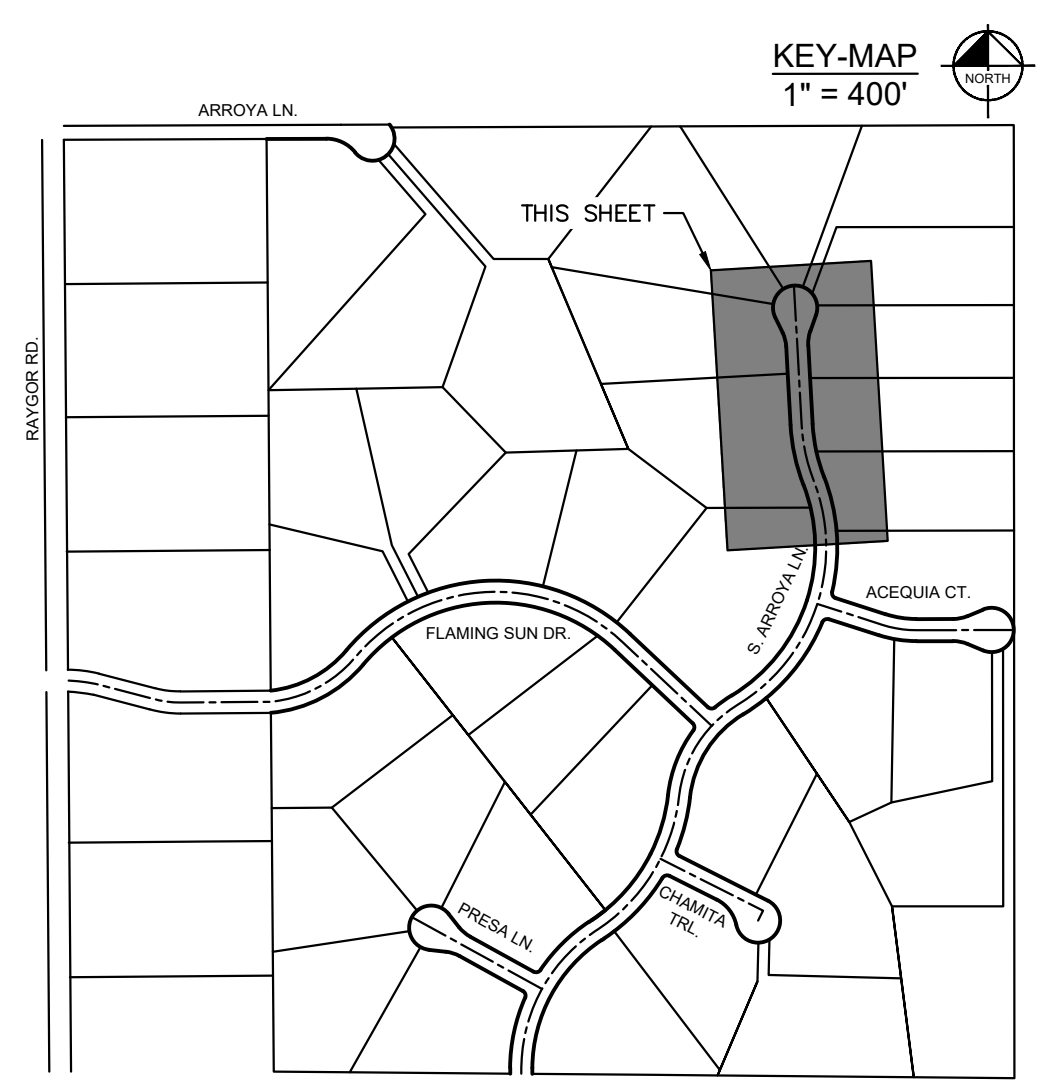 KEY-MAP
1" = 400'
NORTH
ARROYA LN.
THIS SHEET
RAYGOR RD.
ACEQUIA CT.
S. ARROYA LN.
FLAMING SUN DR.
CHAMITA
TRL.
PRESA LN.